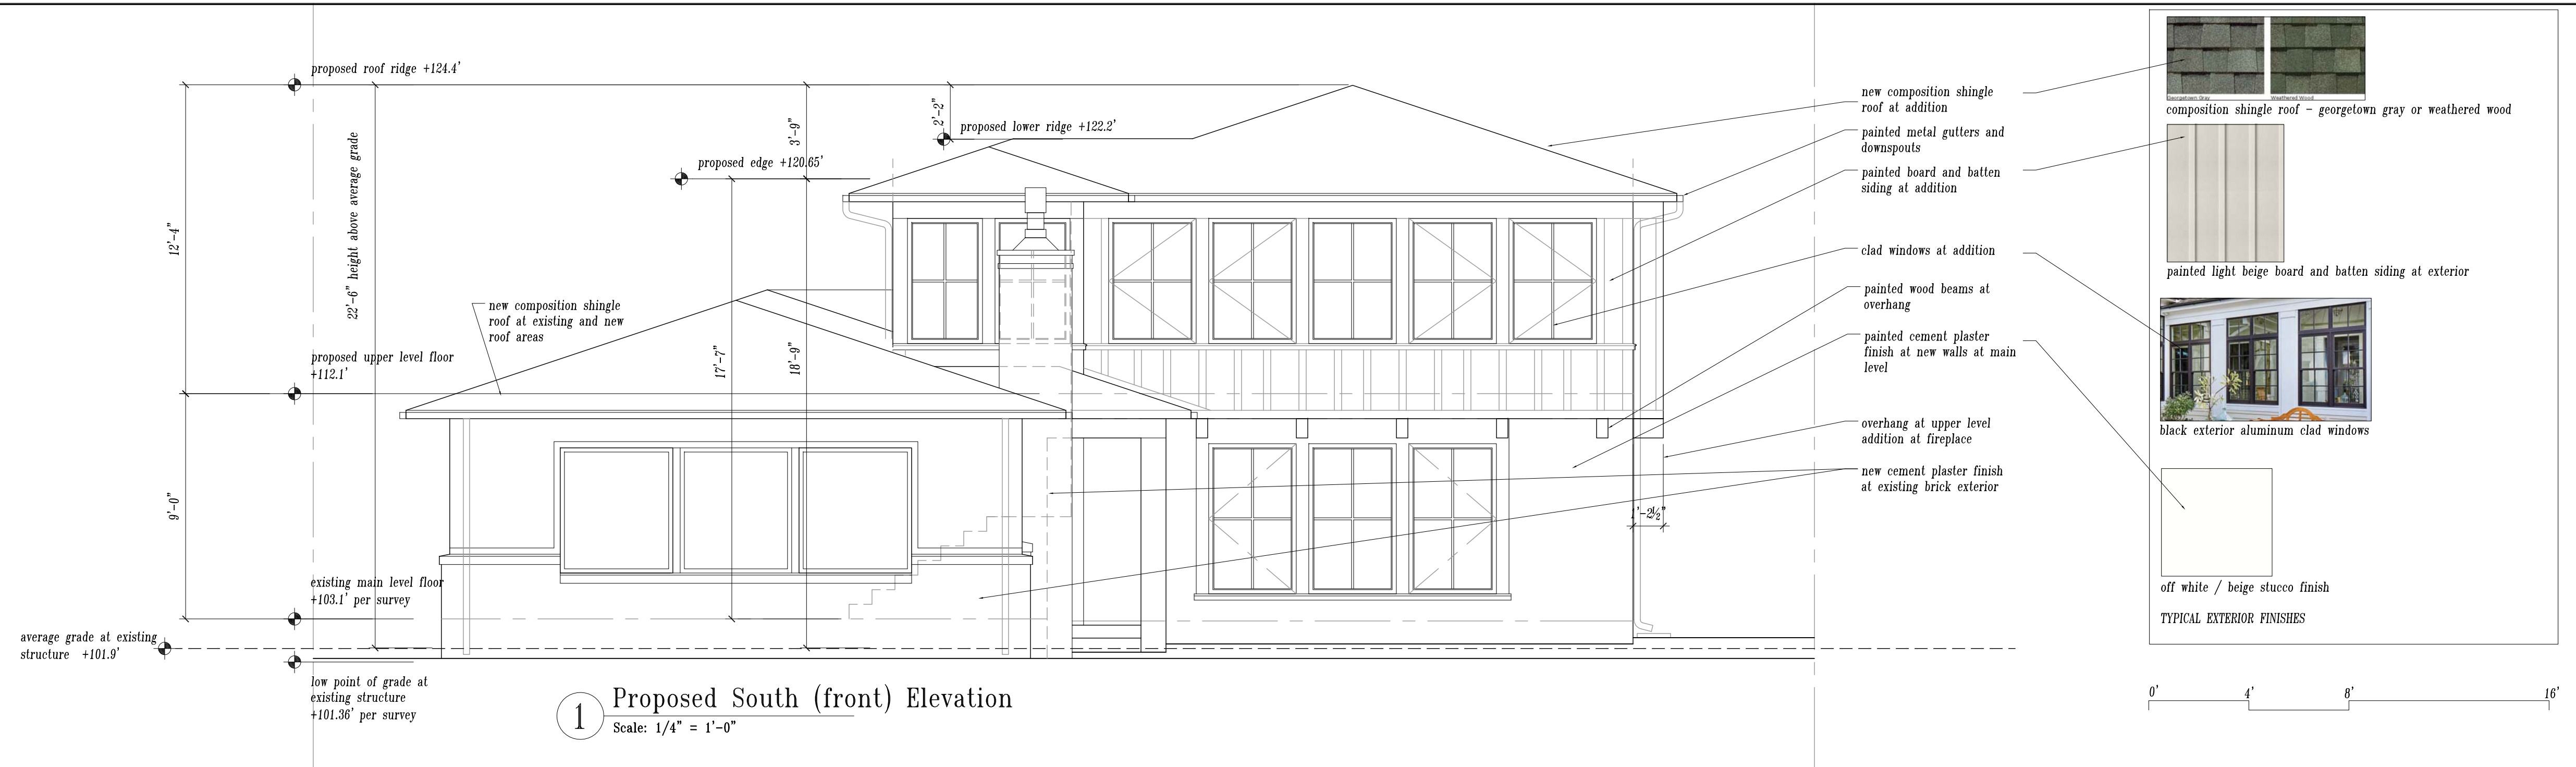 proposed roof ridge +124.4'
12'-4"
22'-6" height above average grade
3'-9"
2'-2"
proposed lower ridge +122.2'
proposed edge +120.65'
new composition shingle
roof at existing and new
roof areas
proposed upper level floor
+112.1'
17'-7"
18'-9"
9'-0"
existing main level floor
+103.1' per survey
average grade at existing
structure +101.9'
low point of grade at
existing structure
+101.36' per survey
1'-2½"
new composition shingle
roof at addition
painted metal gutters and
downspouts
painted board and batten
siding at addition
clad windows at addition
painted wood beams at
overhang
painted cement plaster
finish at new walls at main
level
overhang at upper level
addition at fireplace
new cement plaster finish
at existing brick exterior
Georgetown Gray
Weathered Wood
composition shingle roof - georgetown gray or weathered wood
painted light beige board and batten siding at exterior
black exterior aluminum clad windows
off white / beige stucco finish
TYPICAL EXTERIOR FINISHES
0' 4' 8' 16'
1
Proposed South (front) Elevation
Scale: 1/4" = 1'-0"